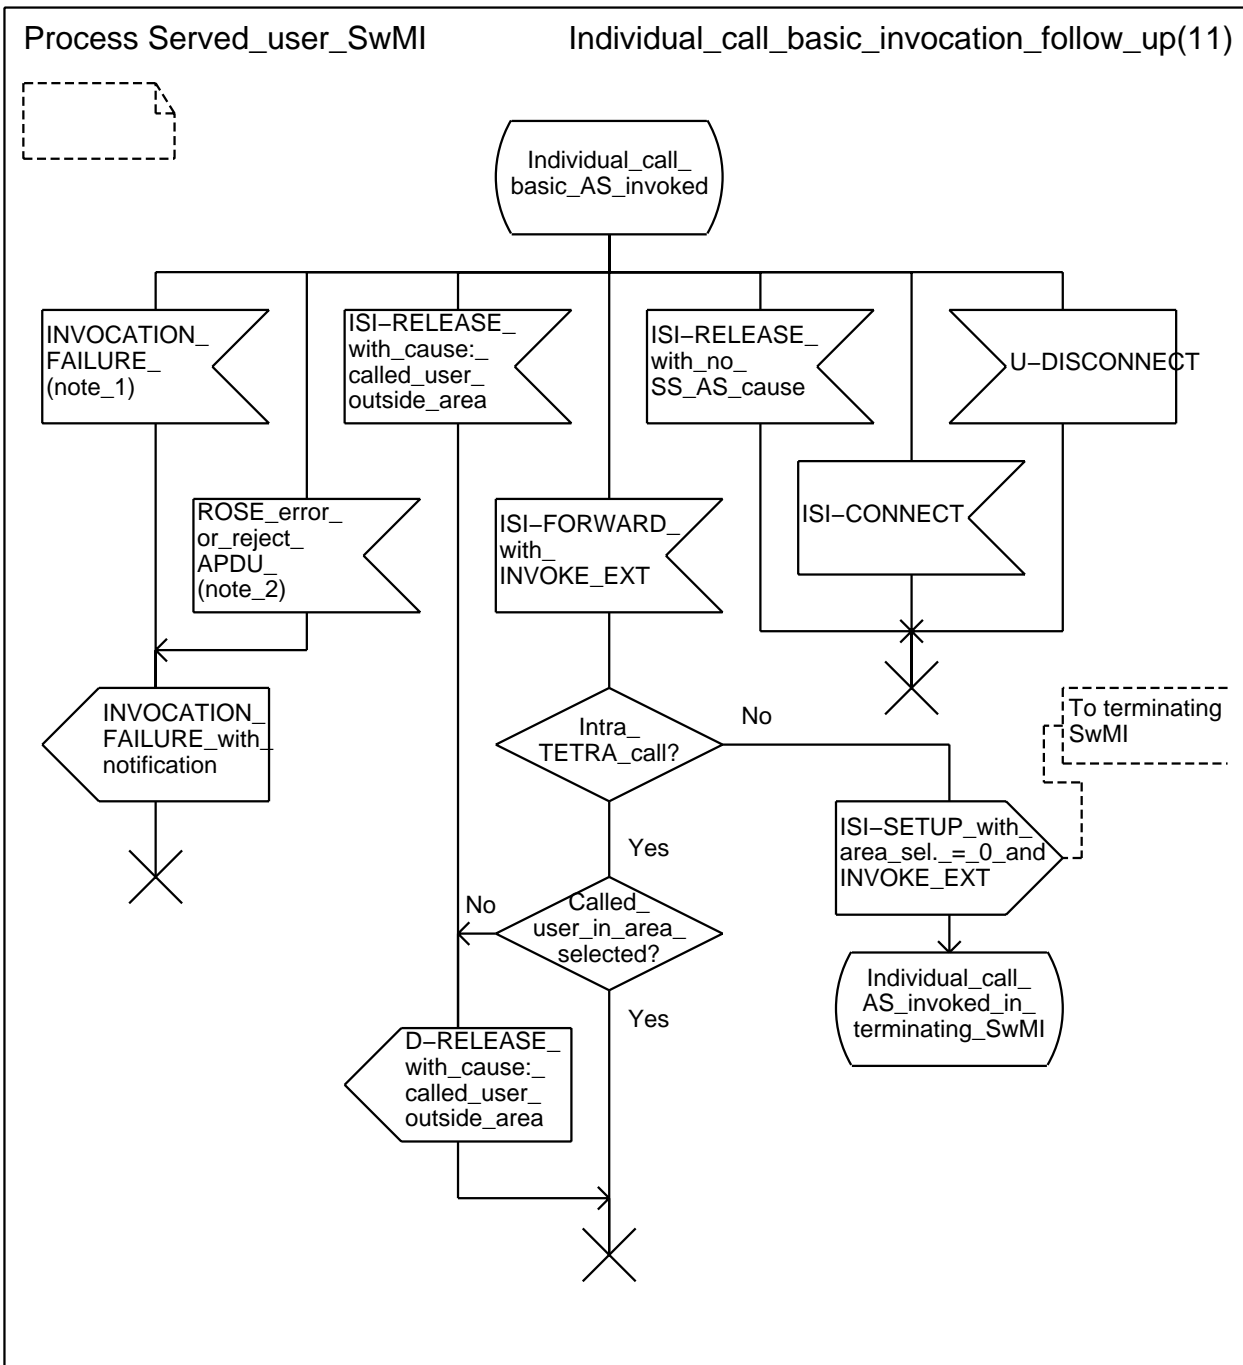 Process Served_user_SwMI
Individual_call_basic_invocation_follow_up(11)
Individual_call_
basic_AS_invoked
INVOCATION_
FAILURE_
(note_1)
ISI–RELEASE_
with_cause:_
called_user_
outside_area
ISI–RELEASE_
with_no_
SS_AS_cause
U–DISCONNECT
ROSE_error_
or_reject_
APDU_
(note_2)
ISI–FORWARD_
with_
INVOKE_EXT
ISI–CONNECT
INVOCATION_
FAILURE_with_
notification
Intra_
TETRA_call?
No
To terminating
SwMI
Yes
ISI–SETUP_with_
area_sel._=_0_and
INVOKE_EXT
No
Called_
user_in_area_
selected?
Yes
Individual_call_
AS_invoked_in_
terminating_SwMI
D–RELEASE_
with_cause:_
called_user_
outside_area